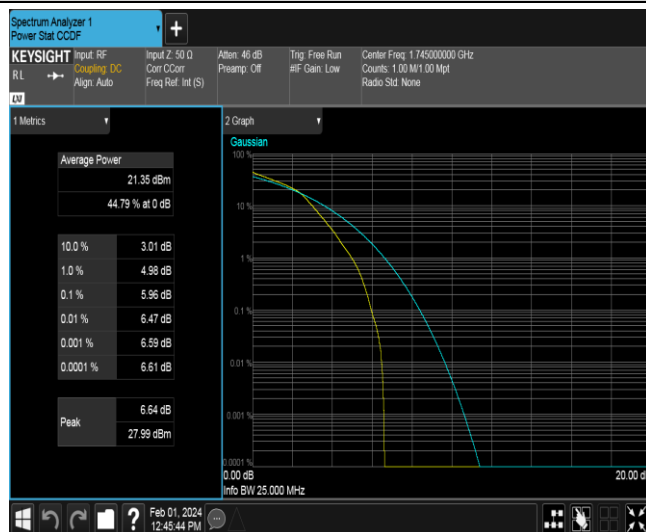 Spectrum Analyzer 1
Power Stat CCDF
KEYSIGHT
RL
LXI
Input: RF
Coupling: DC
Align: Auto
Input Z: 50 Ω
Corr CCorr
Freq Ref: Int (S)
Atten: 46 dB
Preamp: Off
Trig: Free Run
#IF Gain: Low
Center Freq: 1.745000000 GHz
Counts: 1.00 M/1.00 Mpt
Radio Std: None
1 Metrics
Average Power
21.35 dBm
44.79 % at 0 dB
10.0 % 3.01 dB
1.0 % 4.98 dB
0.1 % 5.96 dB
0.01 % 6.47 dB
0.001 % 6.59 dB
0.0001 % 6.61 dB
Peak
6.64 dB
27.99 dBm
2 Graph
Gaussian
100 %
10 %
1 %
0.1 %
0.01 %
0.001 %
0.0001 %
0.00 dB
20.00 d
Info BW 25.000 MHz
?
Feb 01, 2024
12:45:44 PM